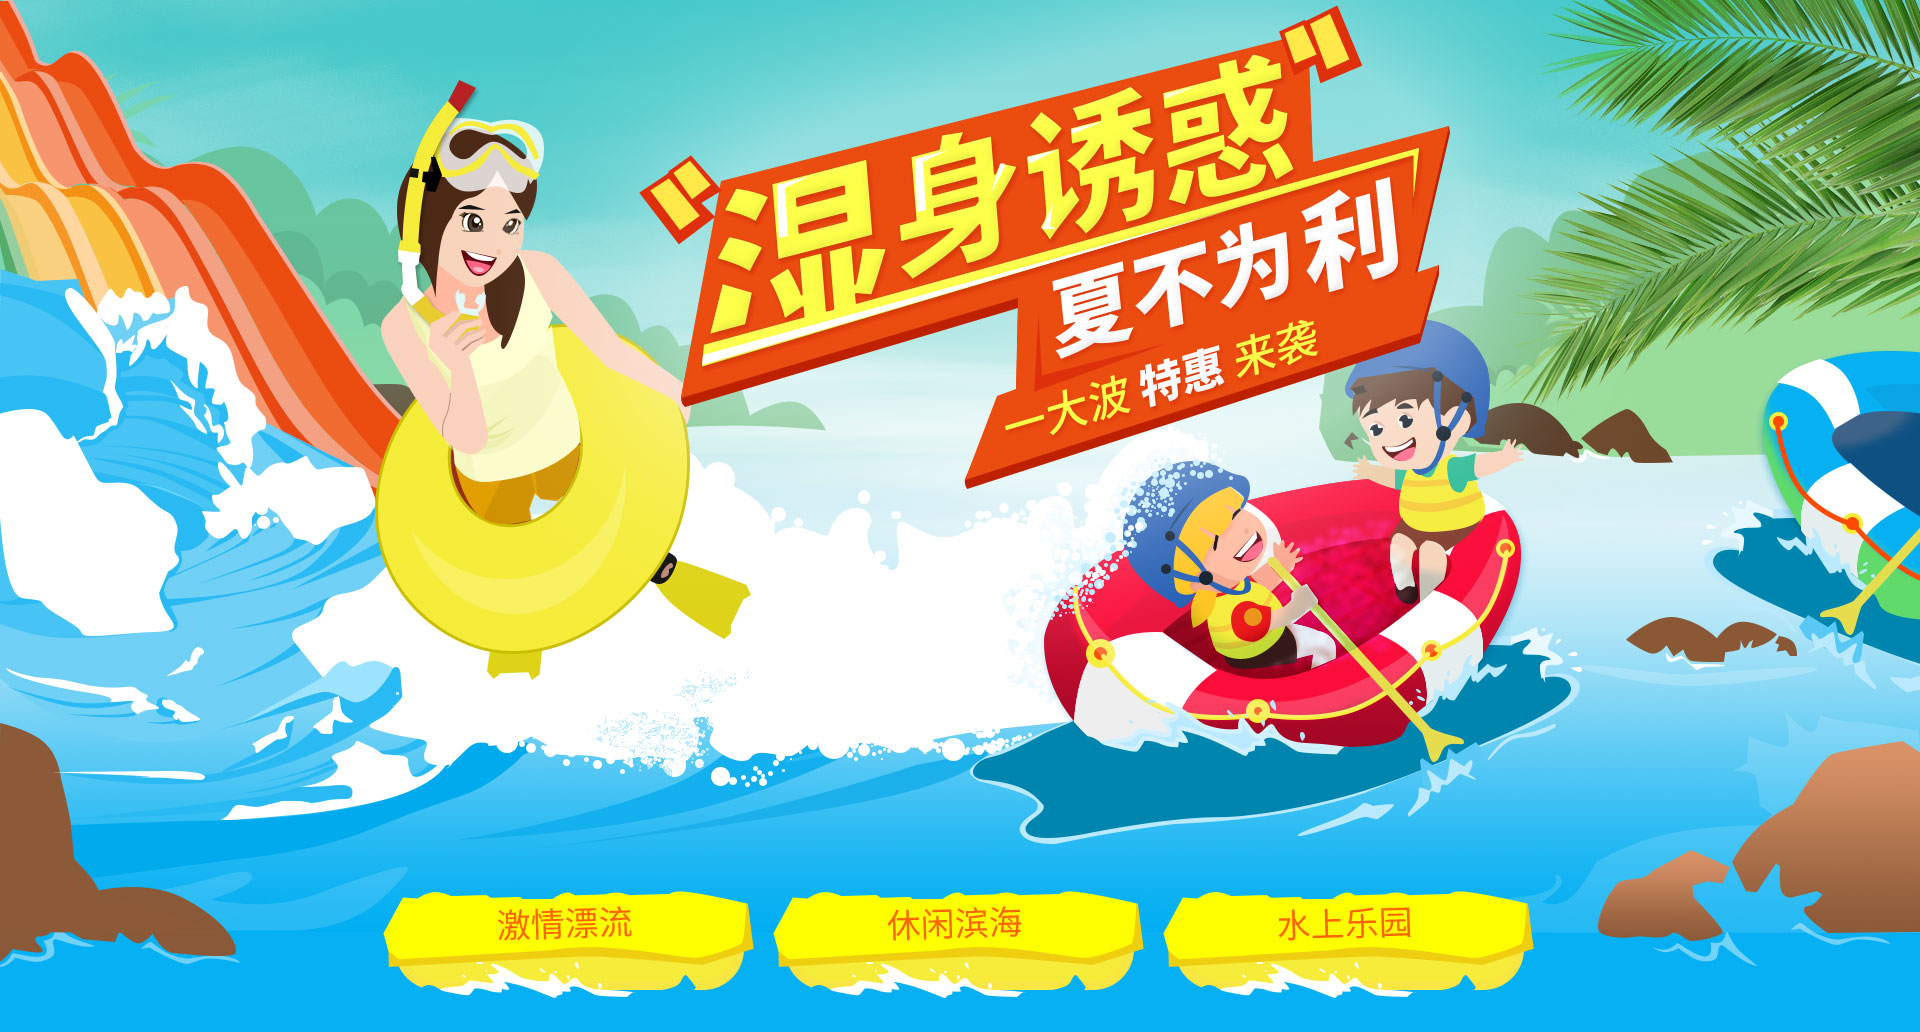 “湿身诱惑”
夏不为利
一大波 特惠 来袭
激情漂流
休闲滨海
水上乐园